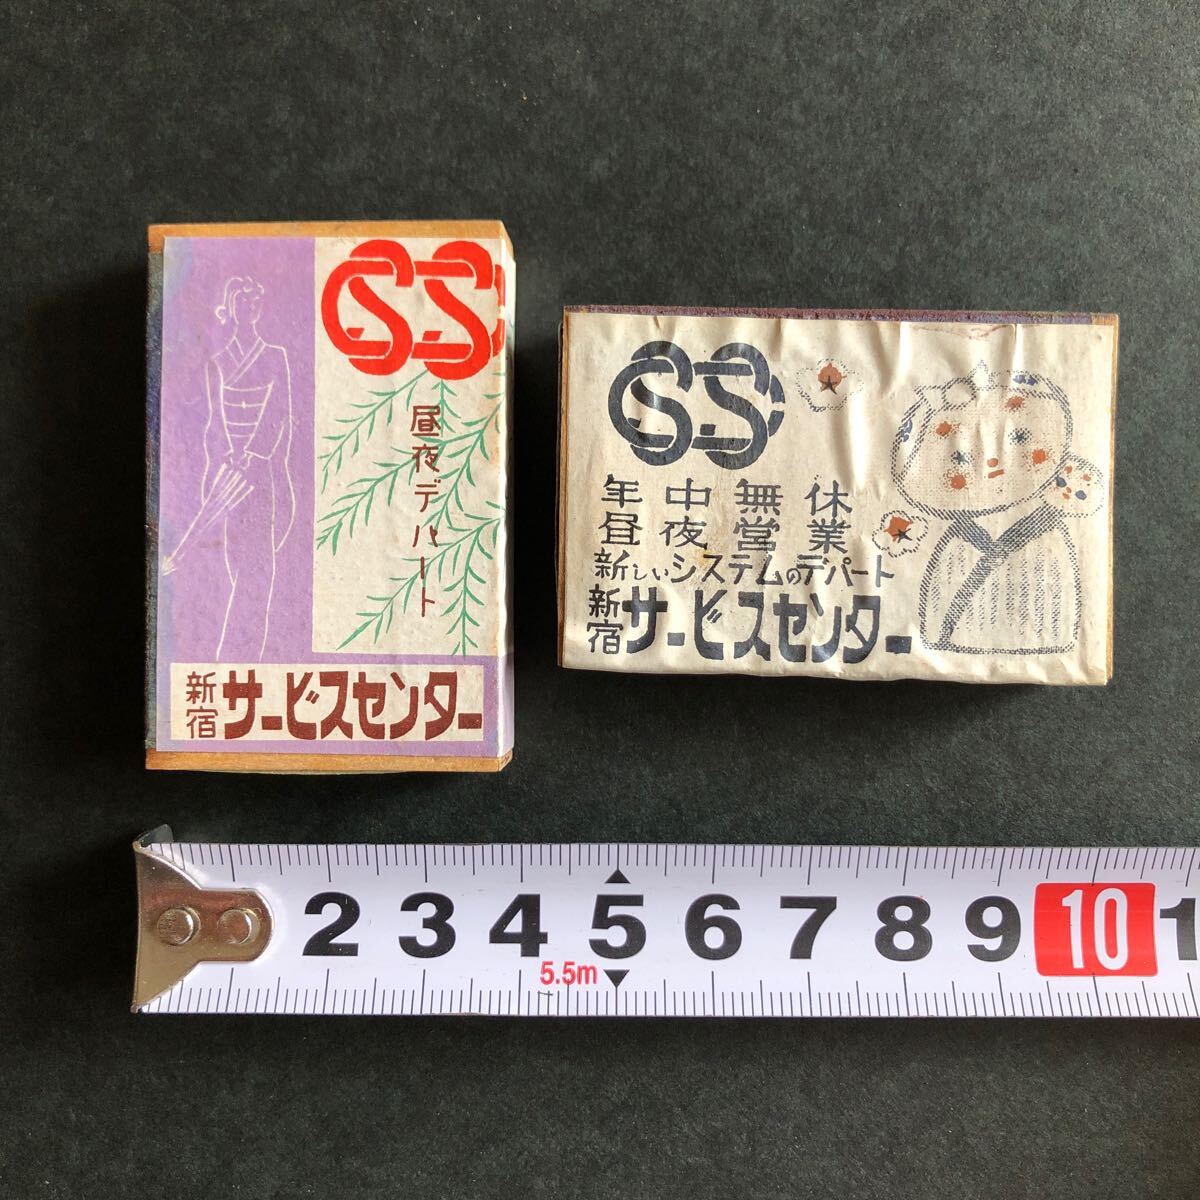 SS
昼夜デパート
新宿
サービスセンター
SS
年中無休
昼夜営業
新しいシステムのデパート
新宿
サービスセンター
2 3 4 5 6 7 8 9 10 1
5.5m